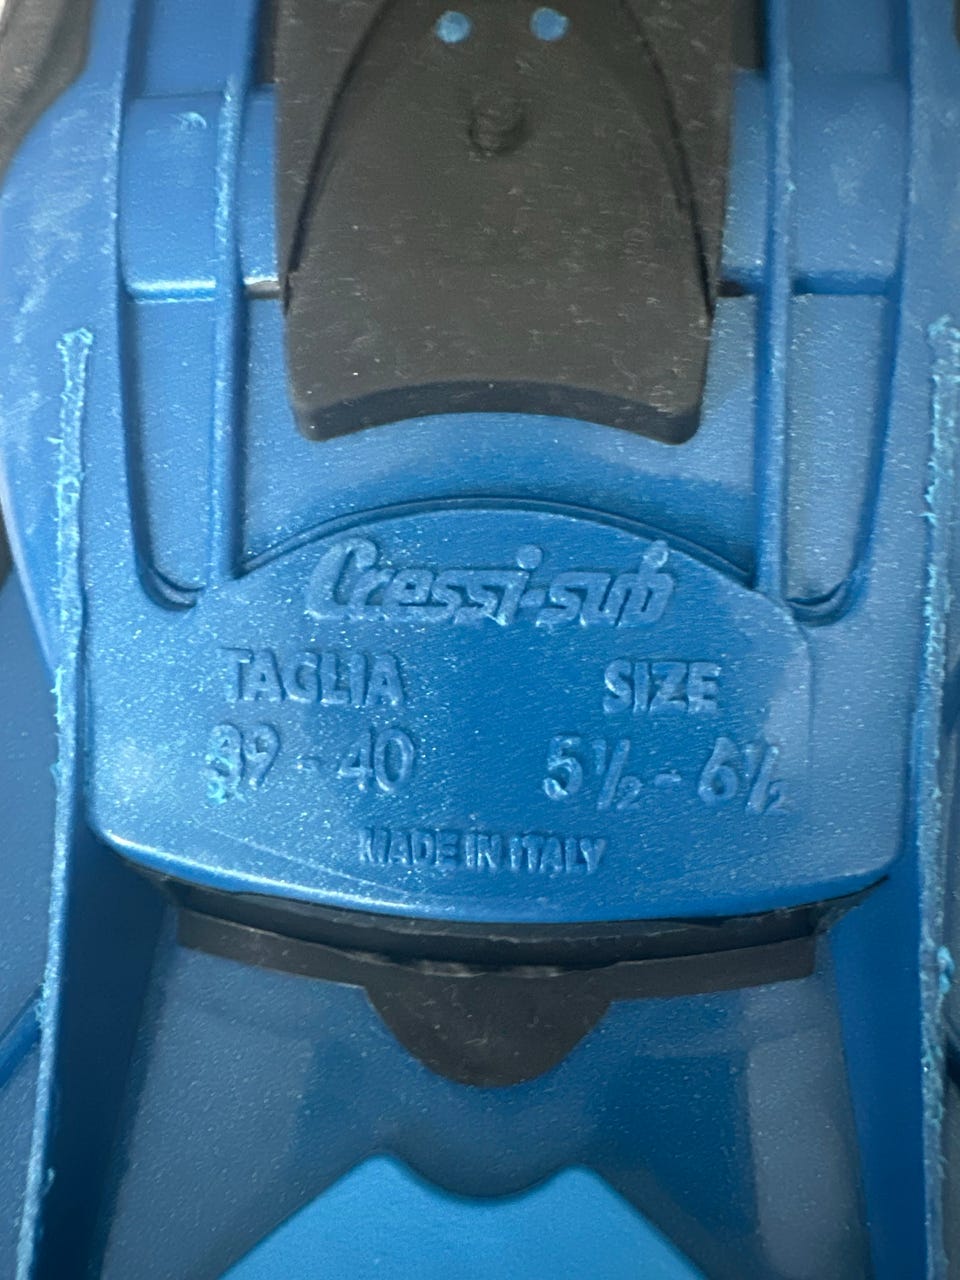 Cressi-sub
TAGLIA SIZE
39 - 40 5½ - 6½
MADE IN ITALY